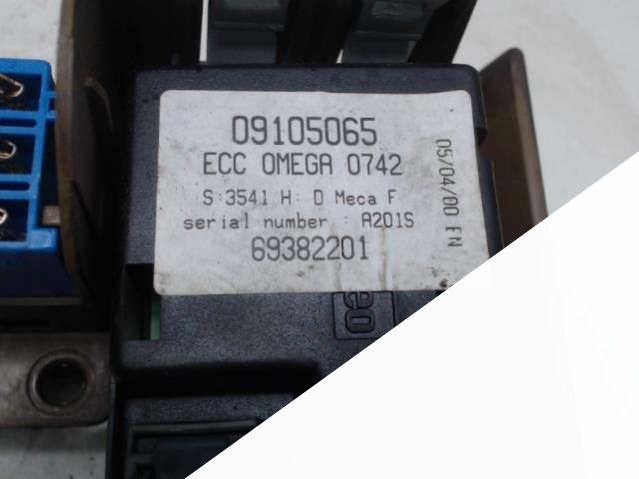 09105065
ECC OMEGA 0742
S:3541 H: D Meca F
serial number : A201S
69382201
05/04/00 FN